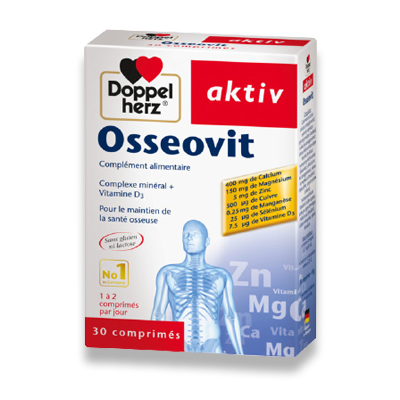 Doppel
herz®
aktiv
Osseovit
Complément alimentaire
Complexe minéral +
Vitamine D3
Pour le maintien de
la santé osseuse
400 mg de Calcium
150 mg de Magnésium
5 mg de Zinc
500 µg de Cuivre
0.25 mg de Manganèse
25 µg de Sélénium
7.5 µg de Vitamine D3
Sans gluten
ni lactose
No 1
1 à 2
comprimés
par jour
30 comprimés
Zn
Mg
Ca
Vita